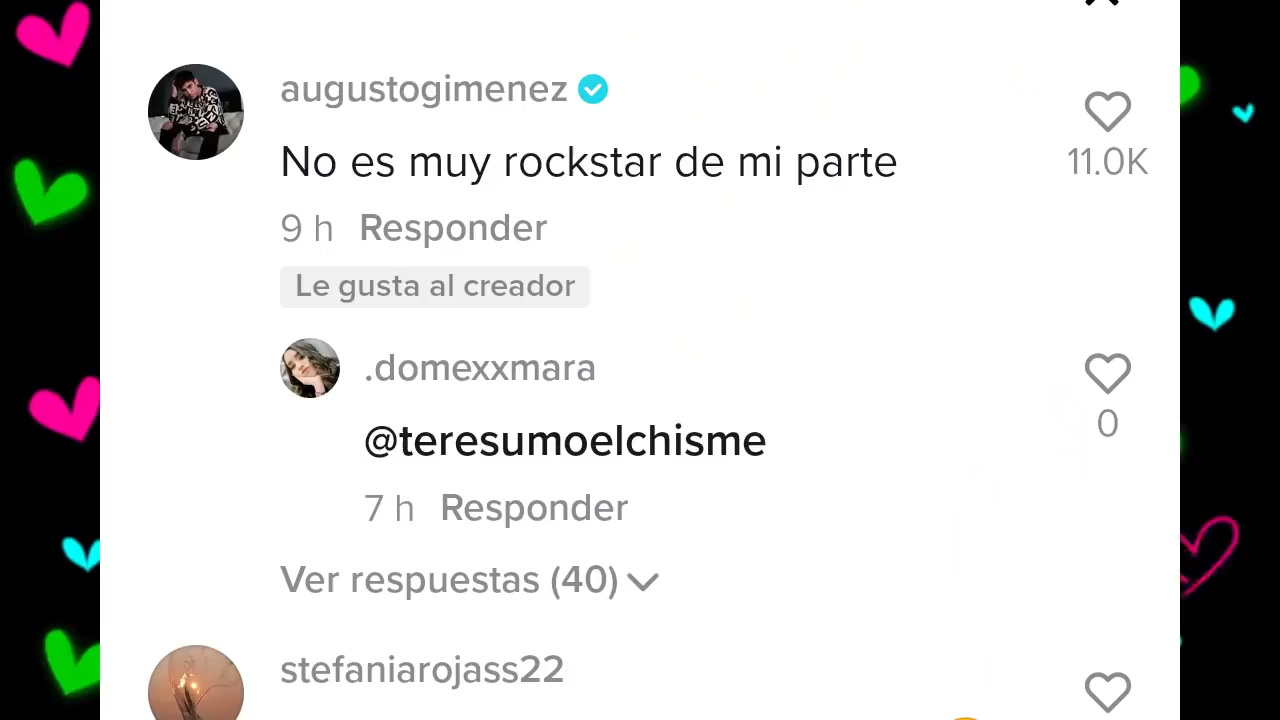 augustogimenez
No es muy rockstar de mi parte
11.0K
9 h Responder
Le gusta al creador
.domexxmara
@teresumoelchisme
0
7 h Responder
Ver respuestas (40)
stefaniarojass22